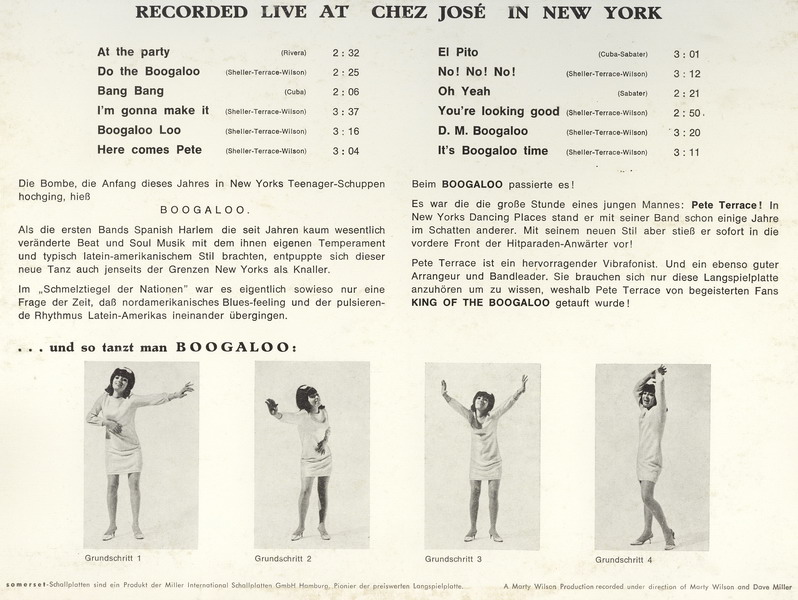 RECORDED LIVE AT CHEZ JOSÉ IN NEW YORK
At the party (Rivera) 2 : 32
Do the Boogaloo (Sheller-Terrace-Wilson) 2 : 25
Bang Bang (Cuba) 2 : 06
I'm gonna make it (Sheller-Terrace-Wilson) 3 : 37
Boogaloo Loo (Sheller-Terrace-Wilson) 3 : 16
Here comes Pete (Sheller-Terrace-Wilson) 3 : 04
El Pito (Cuba-Sabater) 3 : 01
No! No! No! (Sheller-Terrace-Wilson) 3 : 12
Oh Yeah (Sabater) 2 : 21
You're looking good (Sheller-Terrace-Wilson) 2 : 50
D. M. Boogaloo (Sheller-Terrace-Wilson) 3 : 20
It's Boogaloo time (Sheller-Terrace-Wilson) 3 : 11
Die Bombe, die Anfang dieses Jahres in New Yorks Teenager-Schuppen
hochging, hieß
BOOGALOO.
Als die ersten Bands Spanish Harlem die seit Jahren kaum wesentlich
veränderte Beat und Soul Musik mit dem ihnen eigenen Temperament
und typisch latein-amerikanischem Stil brachten, entpuppte sich dieser
neue Tanz auch jenseits der Grenzen New Yorks als Knaller.
Im „Schmelztiegel der Nationen" war es eigentlich sowieso nur eine
Frage der Zeit, daß nordamerikanisches Blues-feeling und der pulsieren-
de Rhythmus Latein-Amerikas ineinander übergingen.
Beim BOOGALOO passierte es!
Es war die die große Stunde eines jungen Mannes: Pete Terrace! In
New Yorks Dancing Places stand er mit seiner Band schon einige Jahre
im Schatten anderer. Mit seinem neuen Stil aber stieß er sofort in die
vordere Front der Hitparaden-Anwärter vor!
Pete Terrace ist ein hervorragender Vibrafonist. Und ein ebenso guter
Arrangeur und Bandleader. Sie brauchen sich nur diese Langspielplatte
anzuhören um zu wissen, weshalb Pete Terrace von begeisterten Fans
KING OF THE BOOGALOO getauft wurde!
. . . und so tanzt man BOOGALOO:
Grundschritt 1
Grundschritt 2
Grundschritt 3
Grundschritt 4
somerset-Schallplatten sind ein Produkt der Miller International Schallplatten GmbH Hamburg, Pionier der preiswerten Langspielplatte.
A Marty Wilson Production recorded under direction of Marty Wilson and Dave Miller